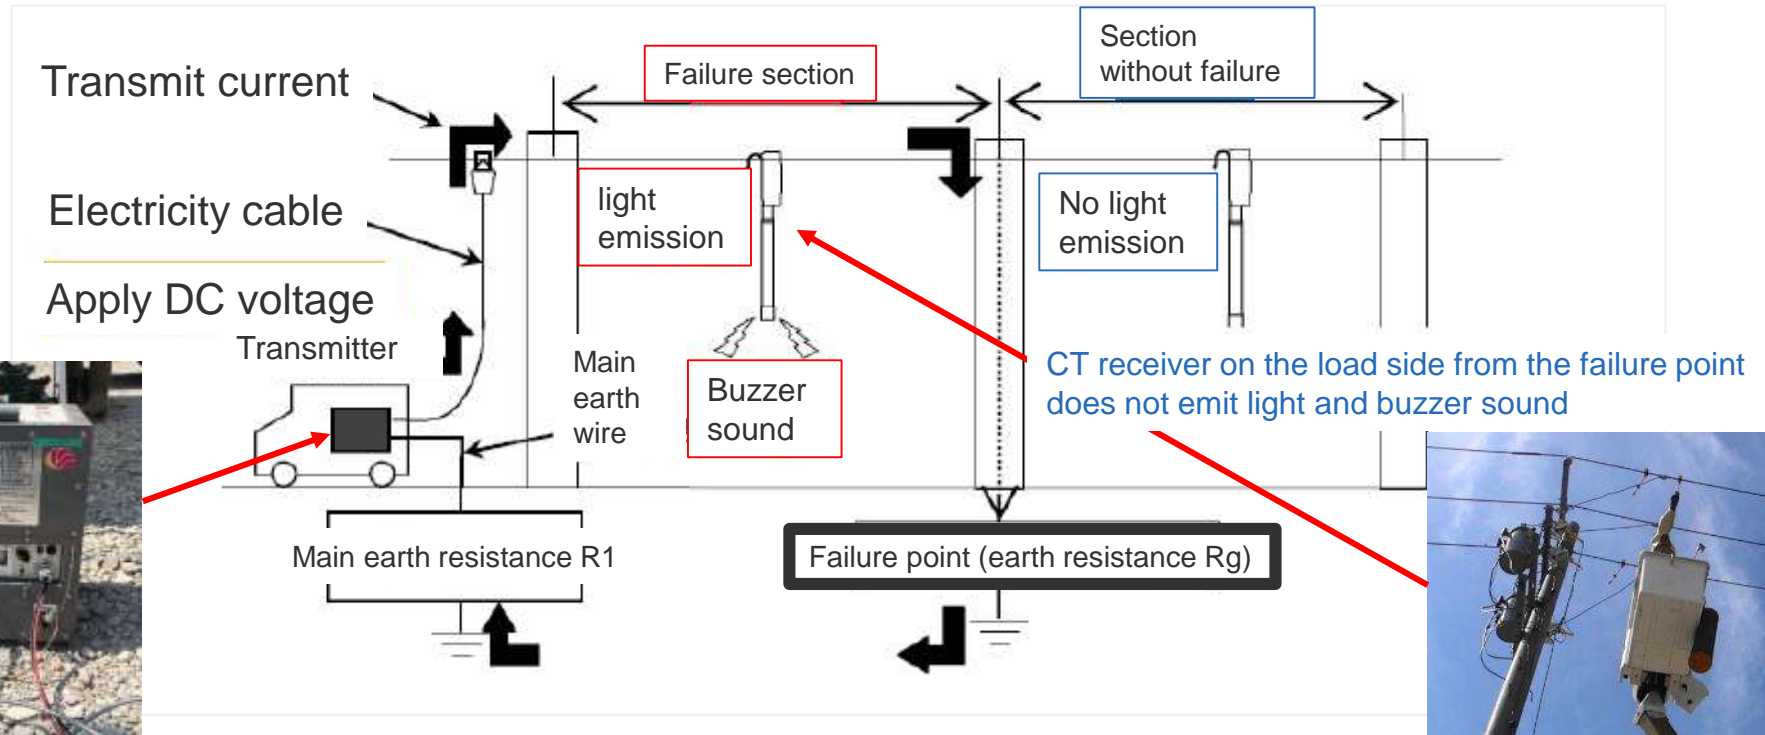 Transmit current
Failure section
Section
without failure
Electricity cable
light
emission
No light
emission
Apply DC voltage
Transmitter
Main
earth
wire
Buzzer
sound
CT receiver on the load side from the failure point
does not emit light and buzzer sound
Main earth resistance R1
Failure point (earth resistance Rg)